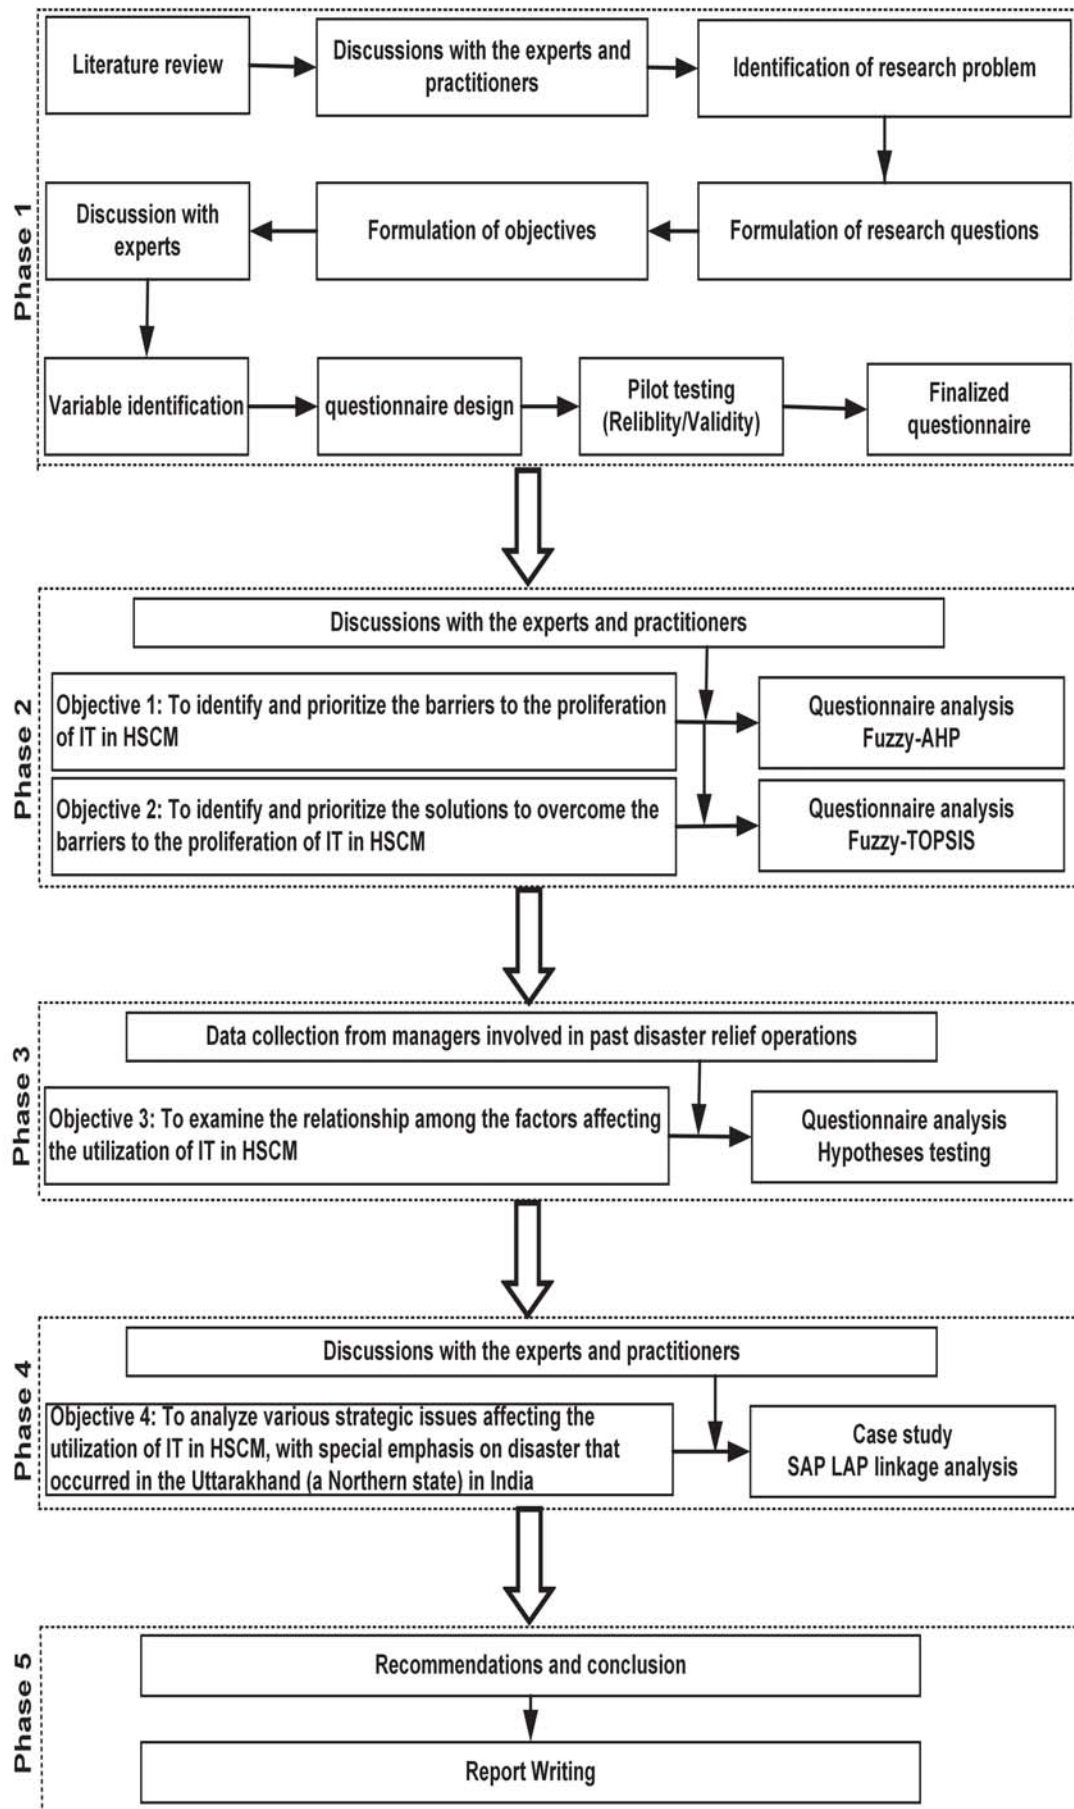 Phase 1
Literature review
Discussions with the experts and
practitioners
Identification of research problem
Discussion with
experts
Formulation of objectives
Formulation of research questions
Variable identification
questionnaire design
Pilot testing
(Reliblity/Validity)
Finalized
questionnaire
Phase 2
Discussions with the experts and practitioners
Objective 1: To identify and prioritize the barriers to the proliferation
of IT in HSCM
Questionnaire analysis
Fuzzy-AHP
Objective 2: To identify and prioritize the solutions to overcome the
barriers to the proliferation of IT in HSCM
Questionnaire analysis
Fuzzy-TOPSIS
Phase 3
Data collection from managers involved in past disaster relief operations
Objective 3: To examine the relationship among the factors affecting
the utilization of IT in HSCM
Questionnaire analysis
Hypotheses testing
Phase 4
Discussions with the experts and practitioners
Objective 4: To analyze various strategic issues affecting the
utilization of IT in HSCM, with special emphasis on disaster that
occurred in the Uttarakhand (a Northern state) in India
Case study
SAP LAP linkage analysis
Phase 5
Recommendations and conclusion
Report Writing